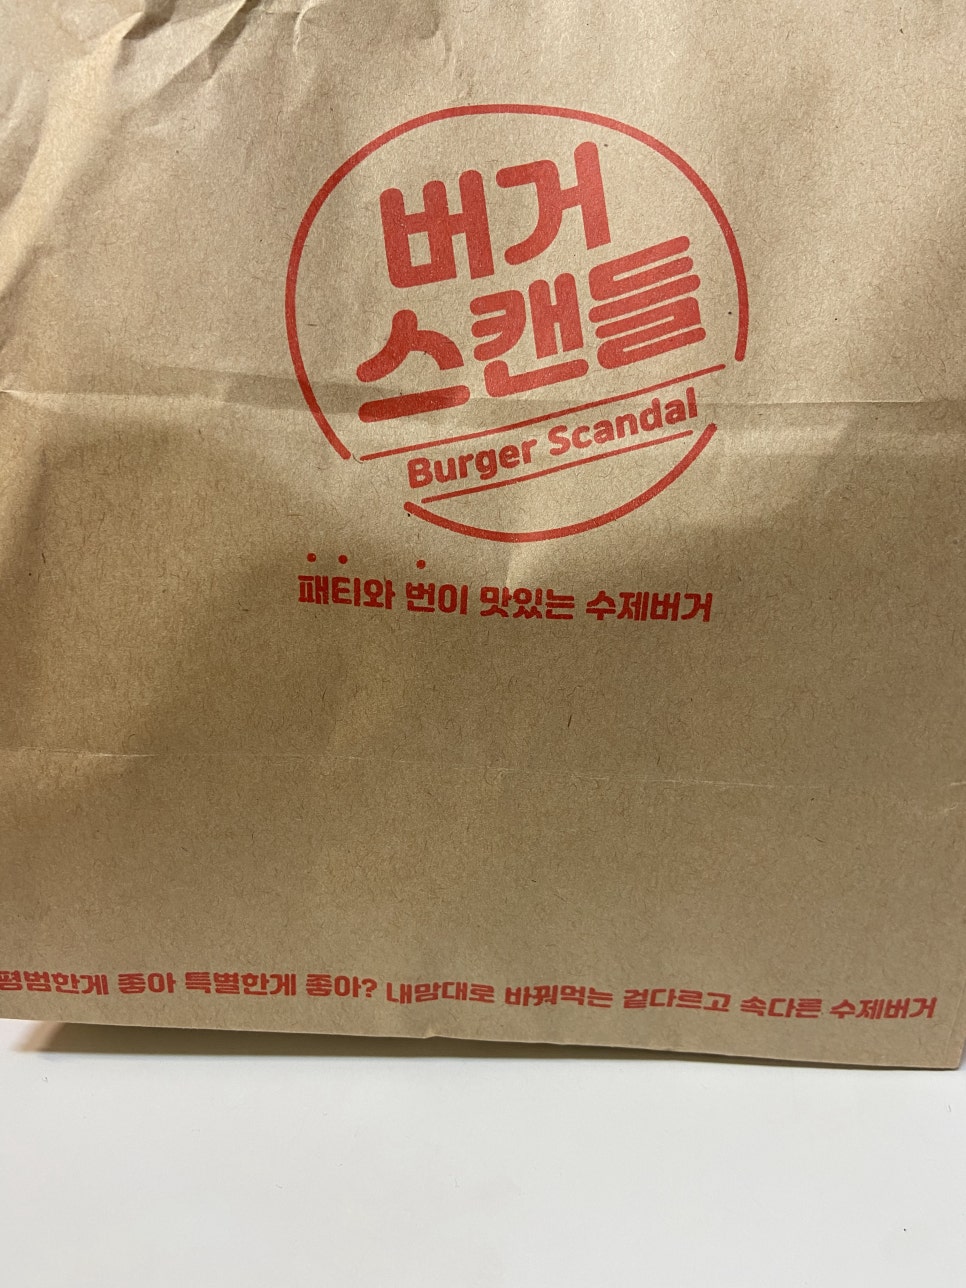 버거
스캔들
Burger Scandal
패티와 번이 맛있는 수제버거
평범한게 좋아 특별한게 좋아? 내맘대로 바꿔먹는 겉다르고 속다른 수제버거